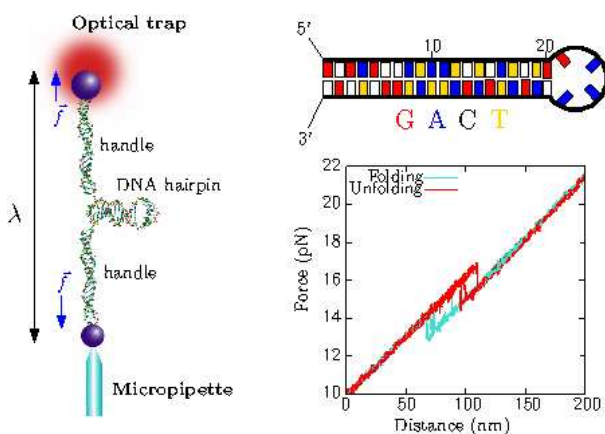 Optical trap
f
handle
DNA hairpin
λ
handle
f
Micropipette
5'
10
20
3'
G A C T
Folding
Unfolding
Force (pN)
22
20
18
16
14
12
10
0
50
100
150
200
Distance (nm)